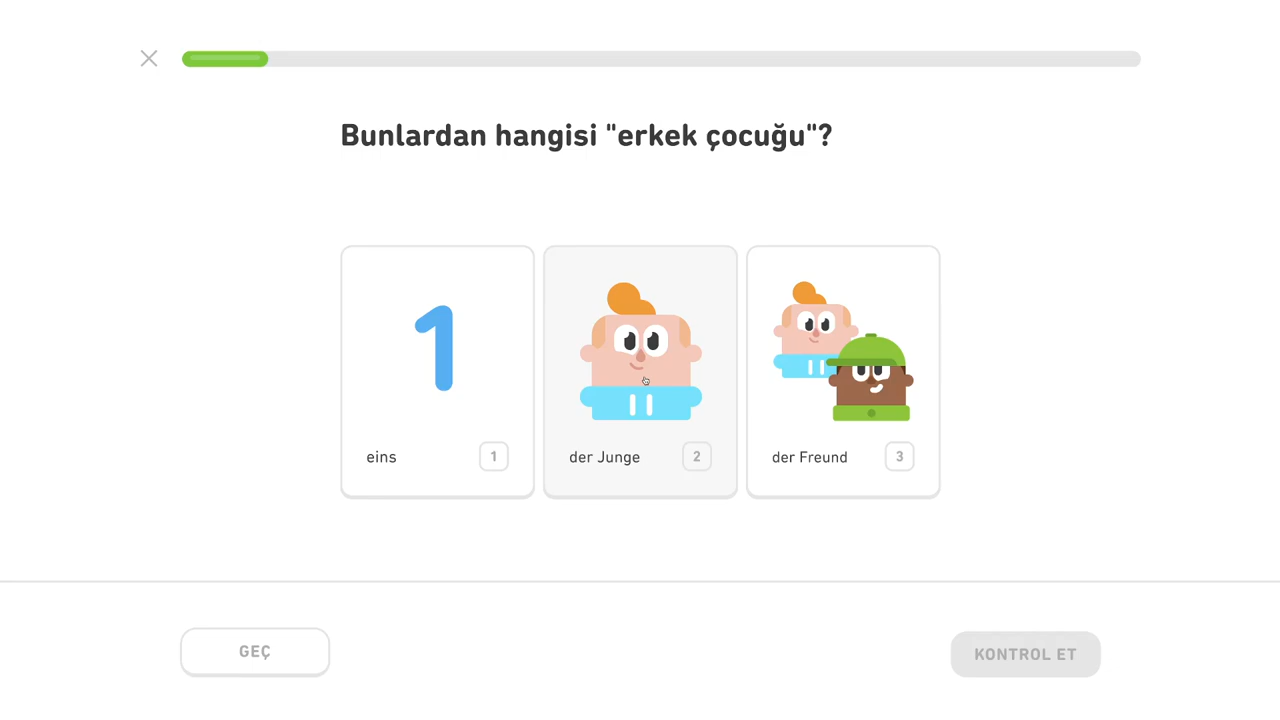 Bunlardan hangisi "erkek çocuğu"?
1
eins 1
der Junge 2
der Freund 3
GEÇ
KONTROL ET